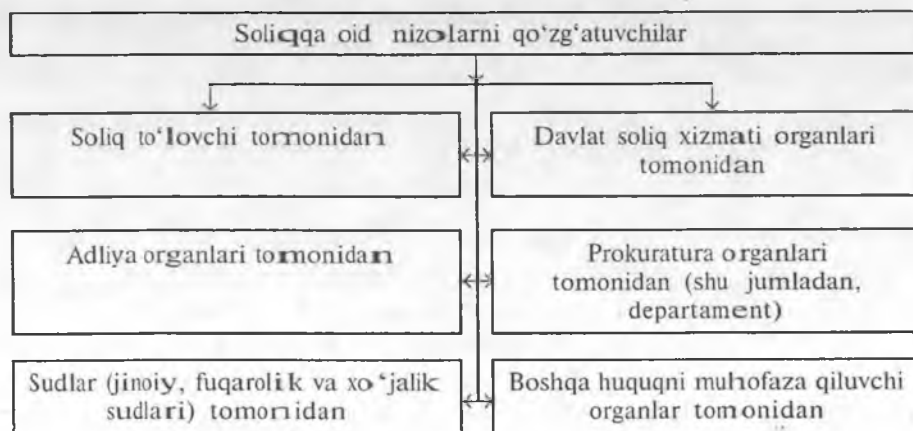 Soliqqa oid nizolarni qo‘zg‘atuvchilar
Soliq to‘lovchi tomonidan
Davlat soliq xizmati organlari
tomonidan
Adliya organlari tomonidan
Prokuratura organlari
tomonidan (shu jumladan,
departament)
Sudlar (jinoiy, fuqarolik va xo‘jalik
sudlari) tomonidan
Boshqa huquqni muhofaza qiluvchi
organlar tomonidan